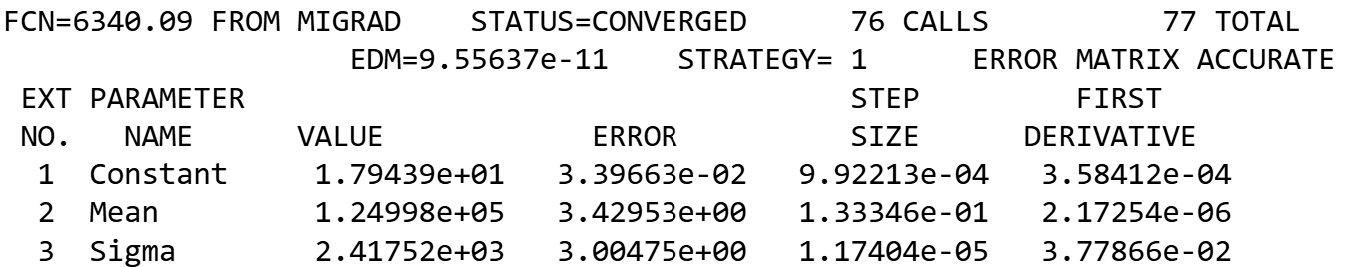 FCN=6340.09 FROM MIGRAD STATUS=CONVERGED 76 CALLS 77 TOTAL
EDM=9.55637e-11 STRATEGY= 1 ERROR MATRIX ACCURATE
EXT PARAMETER STEP FIRST
NO. NAME VALUE ERROR SIZE DERIVATIVE
1 Constant 1.79439e+01 3.39663e-02 9.92213e-04 3.58412e-04
2 Mean 1.24998e+05 3.42953e+00 1.33346e-01 2.17254e-06
3 Sigma 2.41752e+03 3.00475e+00 1.17404e-05 3.77866e-02